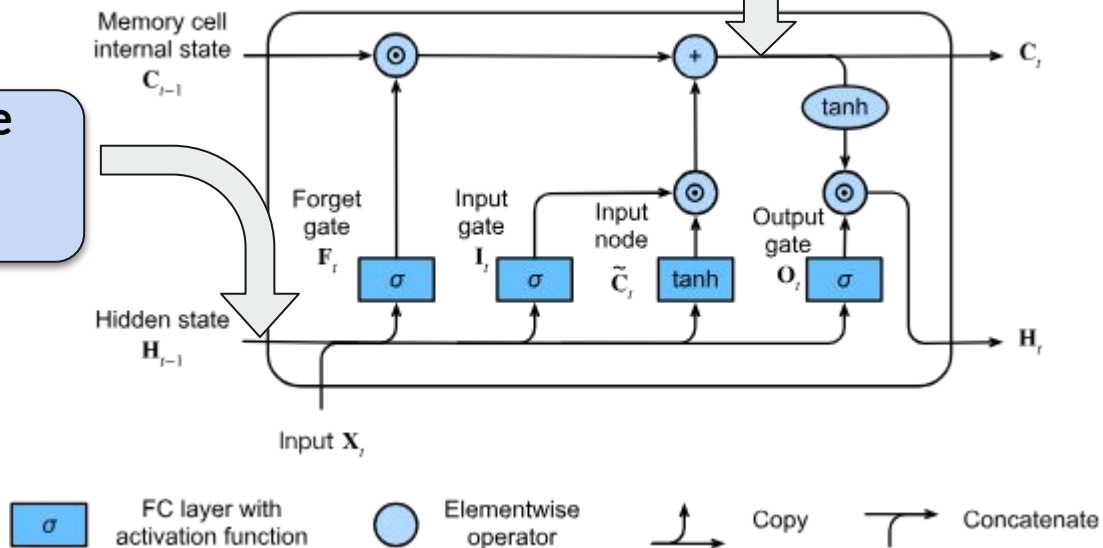 Memory cell
internal state
C_{t-1}
e
+
C_t
tanh
Forget
gate
F_t
σ
Input
gate
I_t
σ
Input
node
C̃_t
tanh
Output
gate
O_t
σ
Hidden state
H_{t-1}
H_t
Input X_t
σ
FC layer with
activation function
Elementwise
operator
Copy
Concatenate